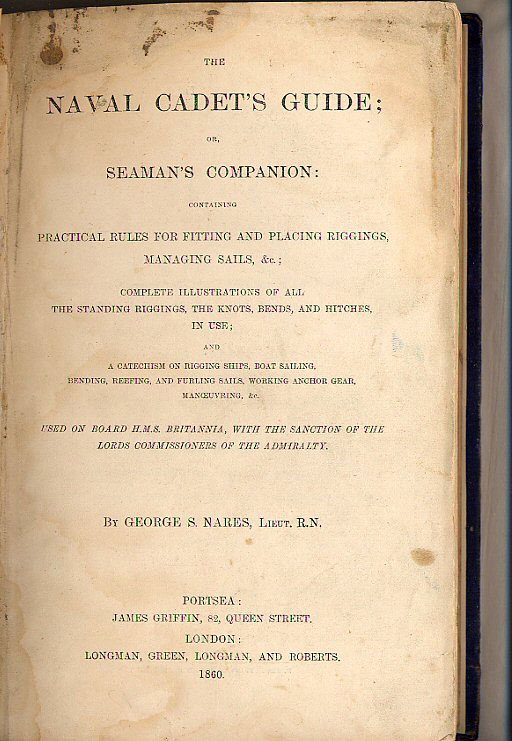 THE
NAVAL CADET'S GUIDE;
OR,
SEAMAN'S COMPANION:
CONTAINING
PRACTICAL RULES FOR FITTING AND PLACING RIGGINGS,
MANAGING SAILS, &c.;
COMPLETE ILLUSTRATIONS OF ALL
THE STANDING RIGGINGS, THE KNOTS, BENDS, AND HITCHES,
IN USE;
AND
A CATECHISM ON RIGGING SHIPS, BOAT SAILING,
BENDING, REEFING, AND FURLING SAILS, WORKING ANCHOR GEAR,
MANŒUVRING, &c.
USED ON BOARD H.M.S. BRITANNIA, WITH THE SANCTION OF THE
LORDS COMMISSIONERS OF THE ADMIRALTY.
BY GEORGE S. NARES, LIEUT. R.N.
PORTSEA:
JAMES GRIFFIN, 82, QUEEN STREET.
LONDON:
LONGMAN, GREEN, LONGMAN, AND ROBERTS.
1860.